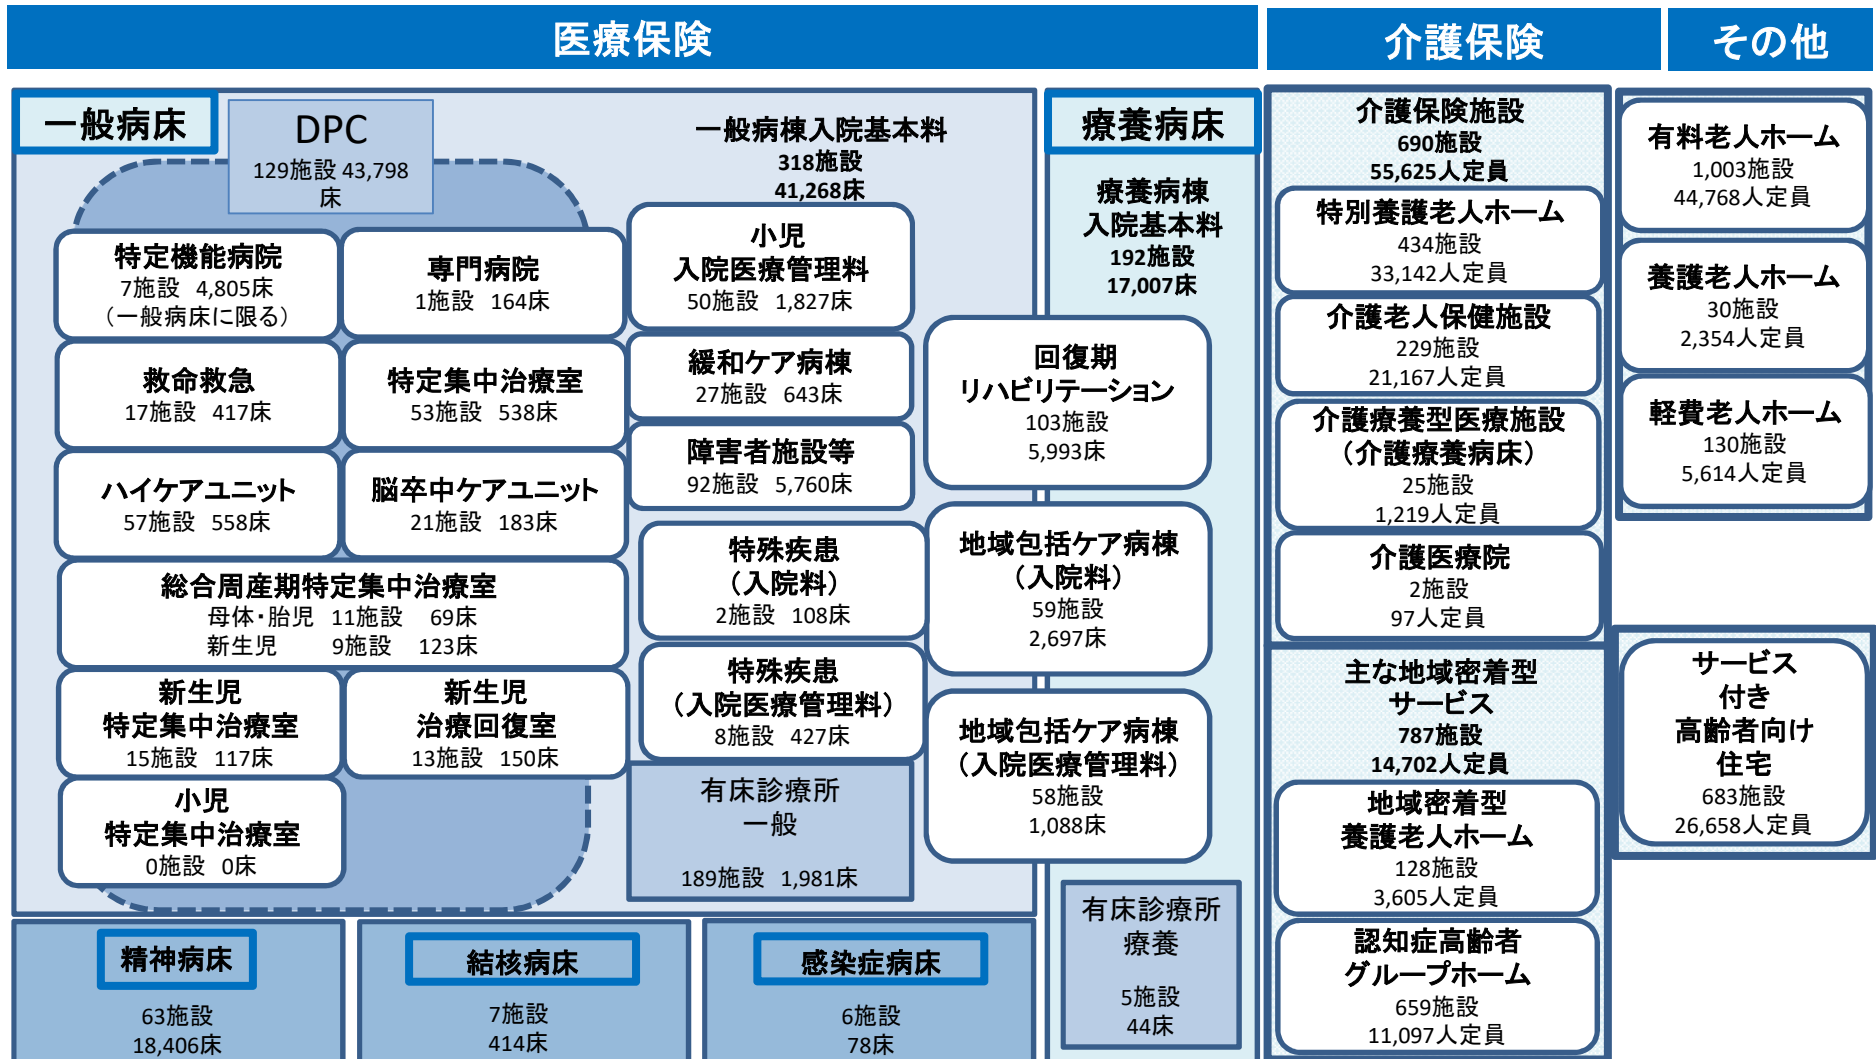 医療保険
介護保険
その他
一般病床
DPC
129施設 43,798
床
一般病棟入院基本料
318施設
41,268床
特定機能病院
7施設 4,805床
（一般病床に限る）
専門病院
1施設 164床
救命救急
17施設 417床
特定集中治療室
53施設 538床
ハイケアユニット
57施設 558床
脳卒中ケアユニット
21施設 183床
総合周産期特定集中治療室
母体・胎児 11施設 69床
新生児 9施設 123床
新生児
特定集中治療室
15施設 117床
新生児
治療回復室
13施設 150床
小児
特定集中治療室
0施設 0床
小児
入院医療管理料
50施設 1,827床
緩和ケア病棟
27施設 643床
障害者施設等
92施設 5,760床
特殊疾患
（入院料）
2施設 108床
特殊疾患
（入院医療管理料）
8施設 427床
有床診療所
一般
189施設 1,981床
療養病床
療養病棟
入院基本料
192施設
17,007床
回復期
リハビリテーション
103施設
5,993床
地域包括ケア病棟
（入院料）
59施設
2,697床
地域包括ケア病棟
（入院医療管理料）
58施設
1,088床
有床診療所
療養
5施設
44床
精神病床
63施設
18,406床
結核病床
7施設
414床
感染症病床
6施設
78床
介護保険施設
690施設
55,625人定員
特別養護老人ホーム
434施設
33,142人定員
介護老人保健施設
229施設
21,167人定員
介護療養型医療施設
（介護療養病床）
25施設
1,219人定員
介護医療院
2施設
97人定員
主な地域密着型
サービス
787施設
14,702人定員
地域密着型
養護老人ホーム
128施設
3,605人定員
認知症高齢者
グループホーム
659施設
11,097人定員
有料老人ホーム
1,003施設
44,768人定員
養護老人ホーム
30施設
2,354人定員
軽費老人ホーム
130施設
5,614人定員
サービス
付き
高齢者向け
住宅
683施設
26,658人定員